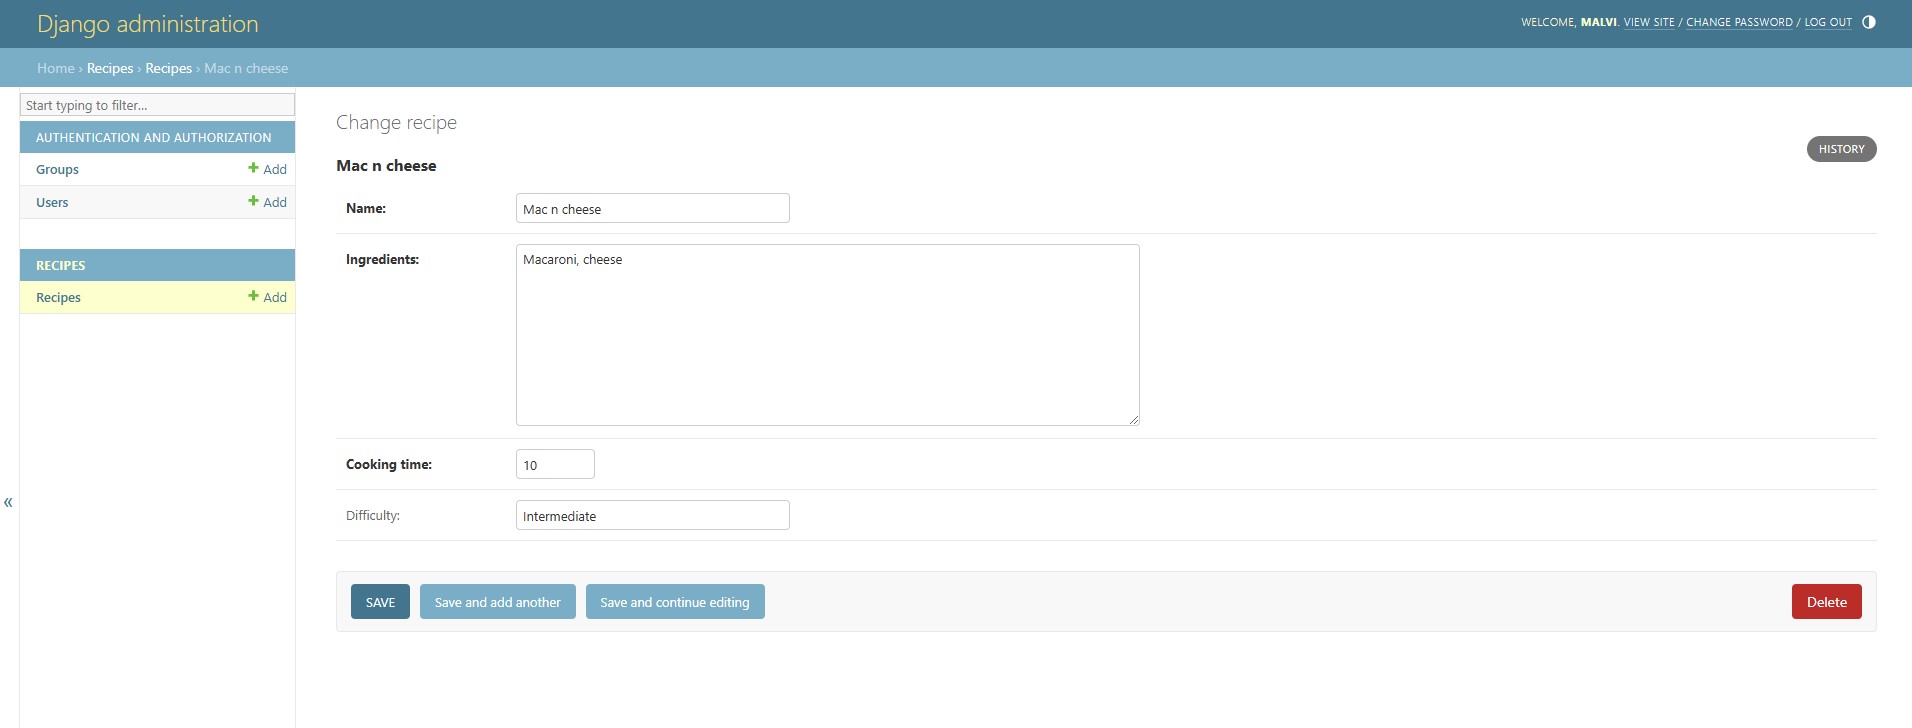 Django administration
WELCOME, MALVI. VIEW SITE / CHANGE PASSWORD / LOG OUT
Home › Recipes › Recipes › Mac n cheese
Start typing to filter...
AUTHENTICATION AND AUTHORIZATION
Groups + Add
Users + Add
RECIPES
Recipes + Add
«
Change recipe
HISTORY
Mac n cheese
Name: Mac n cheese
Ingredients: Macaroni, cheese
Cooking time: 10
Difficulty: Intermediate
SAVE Save and add another Save and continue editing Delete